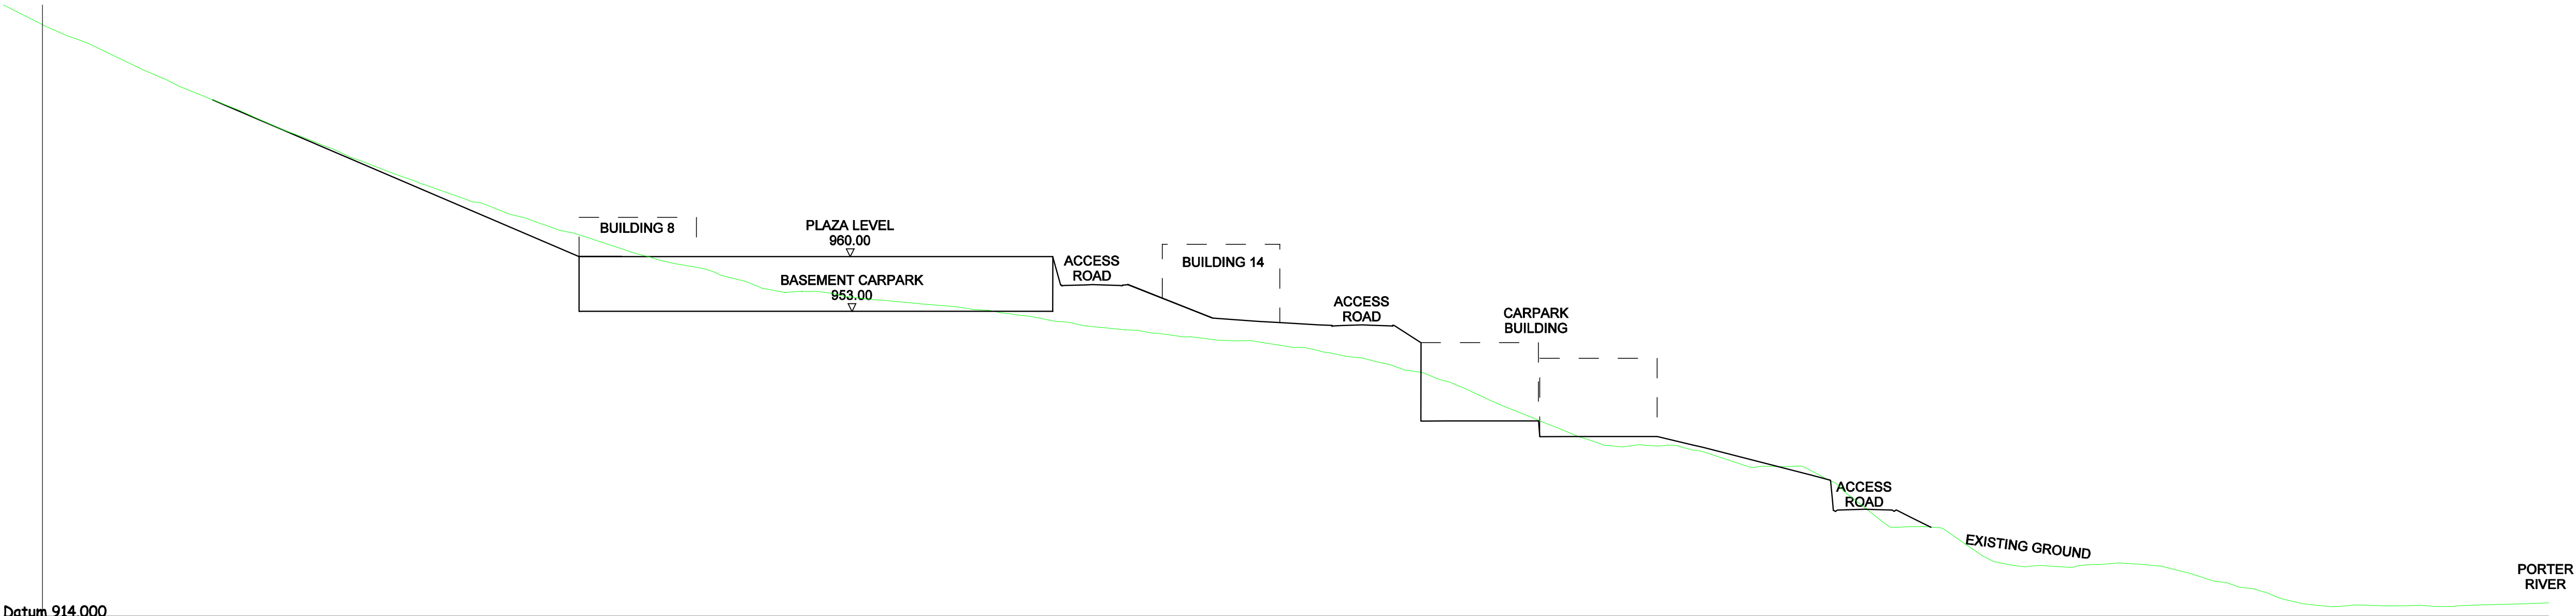 BUILDING 8
PLAZA LEVEL
960.00
BASEMENT CARPARK
953.00
ACCESS
ROAD
BUILDING 14
ACCESS
ROAD
CARPARK
BUILDING
ACCESS
ROAD
EXISTING GROUND
PORTER
RIVER
Datum 914.000